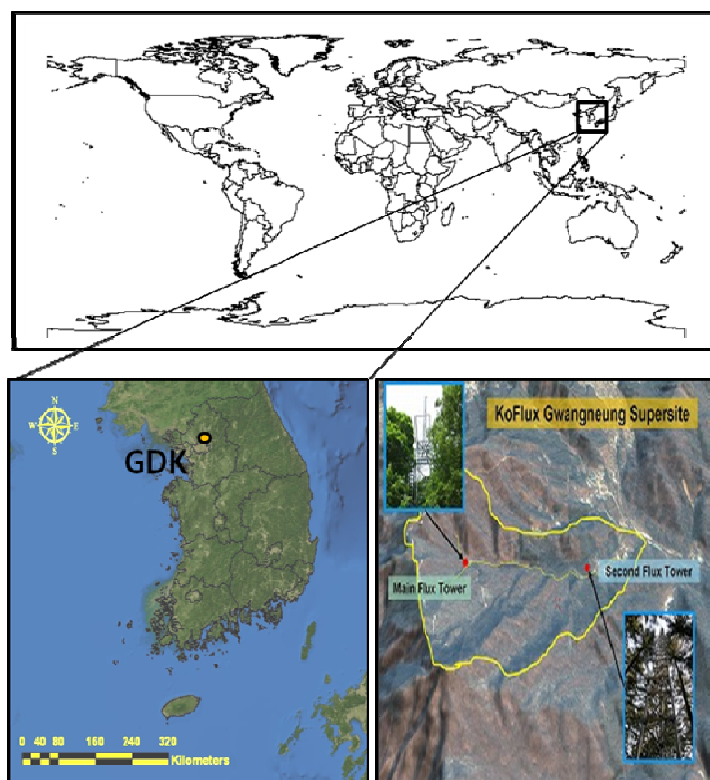 N
W E
S
GDK
0 40 80 160 240 320
Kilometers
KoFlux Gwangneung Supersite
Main Flux Tower
Second Flux Tower